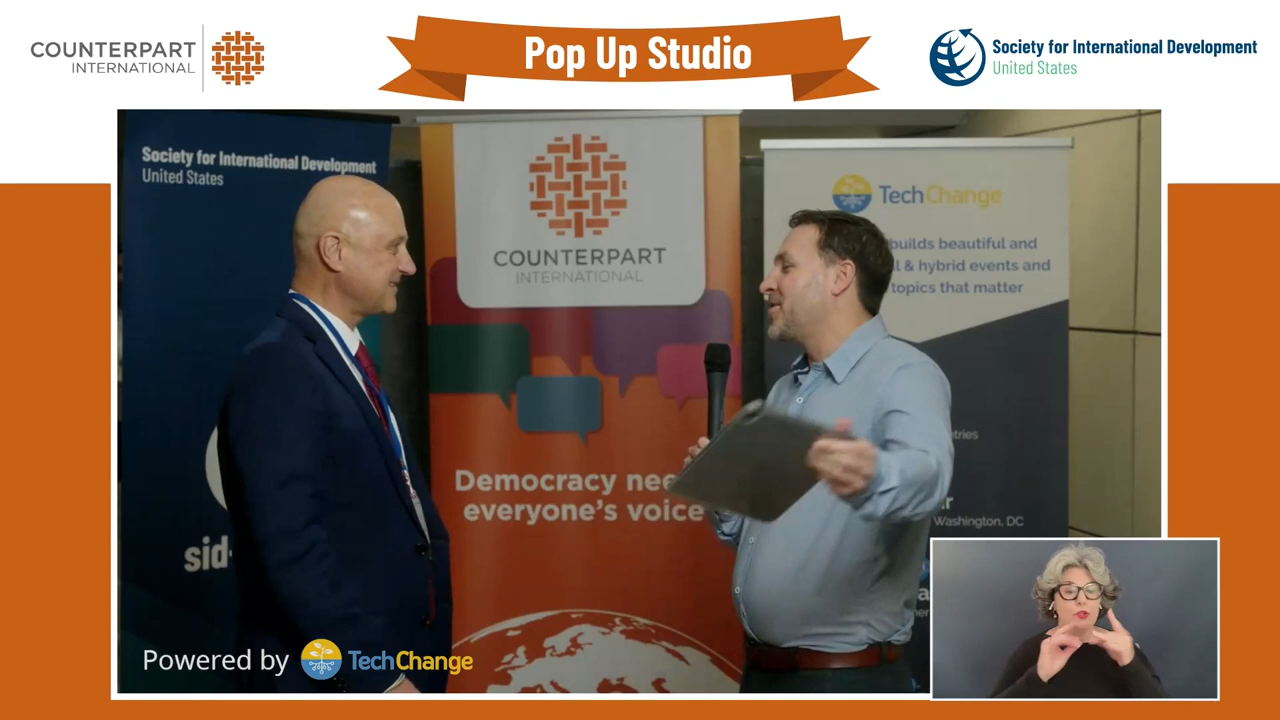 COUNTERPART
INTERNATIONAL
Pop Up Studio
Society for International Development
United States
Society for International Development
United States
COUNTERPART
INTERNATIONAL
TechChange
builds beautiful and
& hybrid events and
topics that matter
Democracy
everyone's voice
Washington, DC
sid
Powered by TechChange